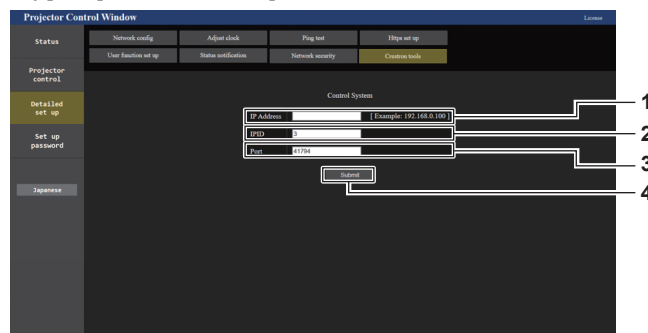 Projector Control Window
License
Status
Network config
Adjust clock
Ping test
Https set up
User function set up
Status notification
Network security
Crestron tools
Projector
control
Detailed
set up
Set up
password
Japanese
Control System
IP Address
[ Example: 192.168.0.100 ]
IPID
3
Port
41794
Submit
1
2
3
4